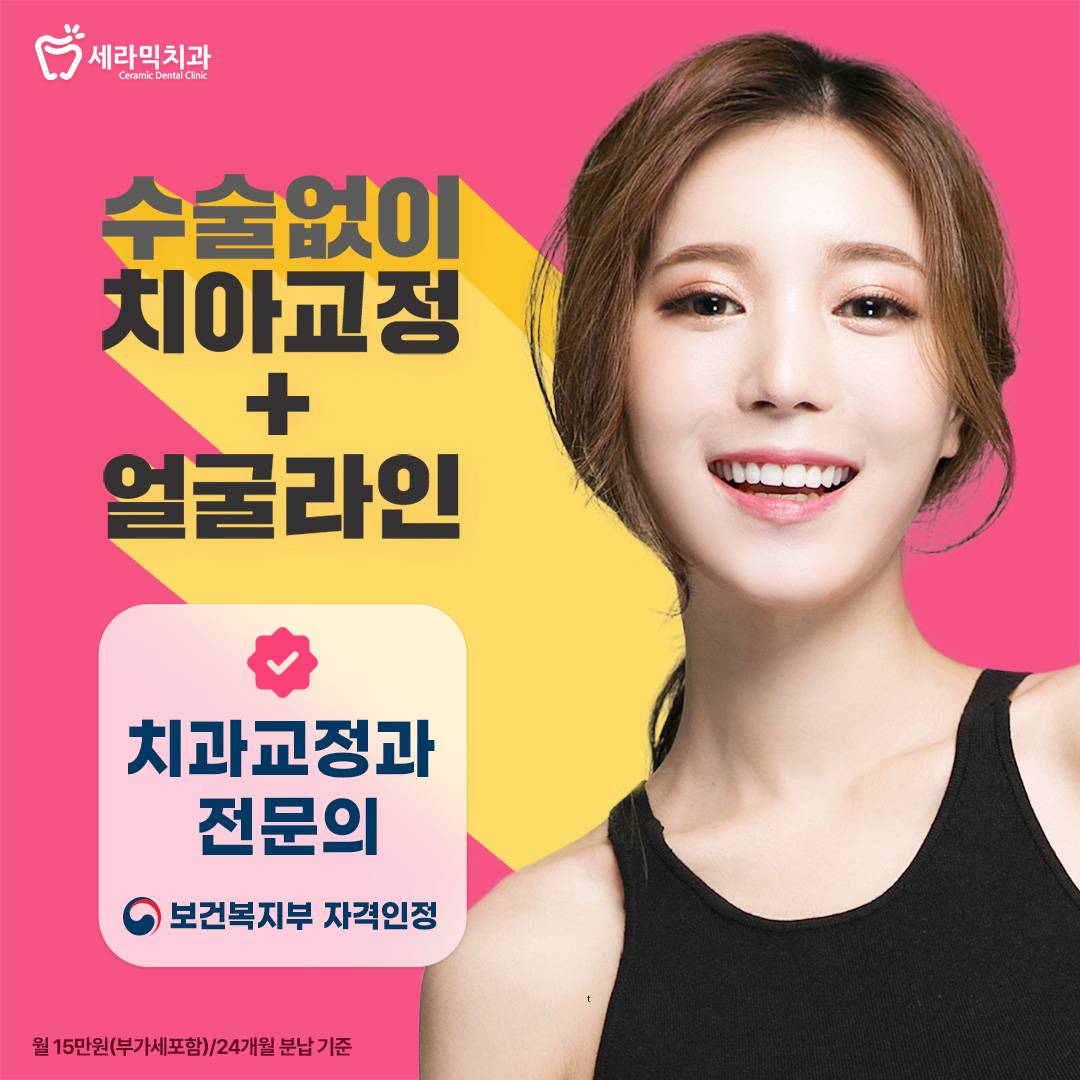 세라믹치과
Ceramic Dental Clinic
수술없이
치아교정
+
얼굴라인
치과교정과
전문의
보건복지부 자격인정
t
월 15만원(부가세포함)/24개월 분납 기준